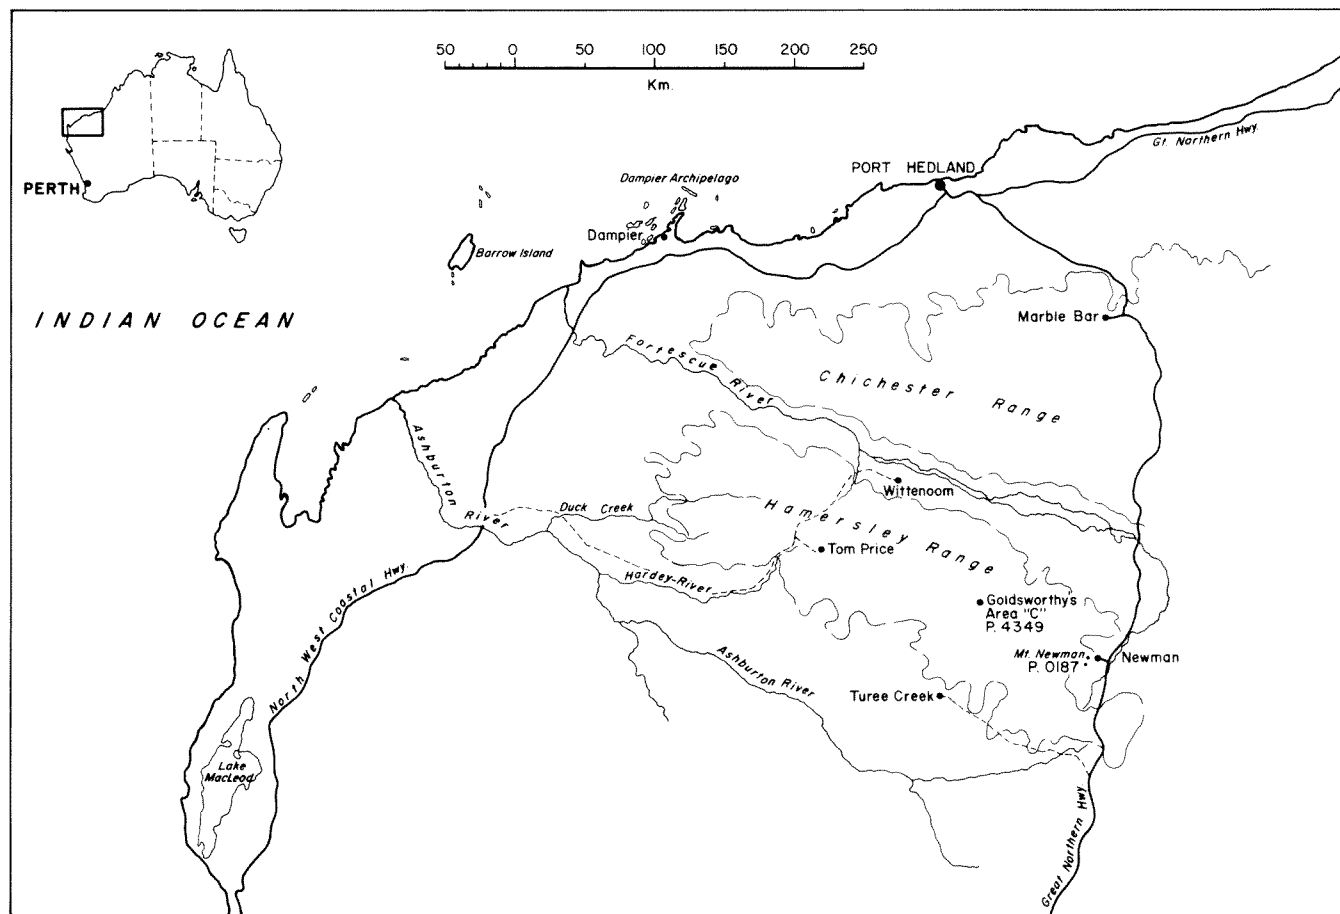 50 0 50 100 150 200 250
Km.
PERTH
INDIAN OCEAN
Gt. Northern Hwy.
PORT HEDLAND
Dampier Archipelago
Dampier
Barrow Island
Marble Bar
Fortescue River
Chichester Range
Ashburton River
Wittenoom
Duck Creek
Hamersley Range
Tom Price
Hardey-River
Goldsworthy's
Area "C"
P. 4349
North West Coastal Hwy.
Mt. Newman
P. 0187
Newman
Ashburton River
Turee Creek
Lake
MacLeod
Great Northern Hwy